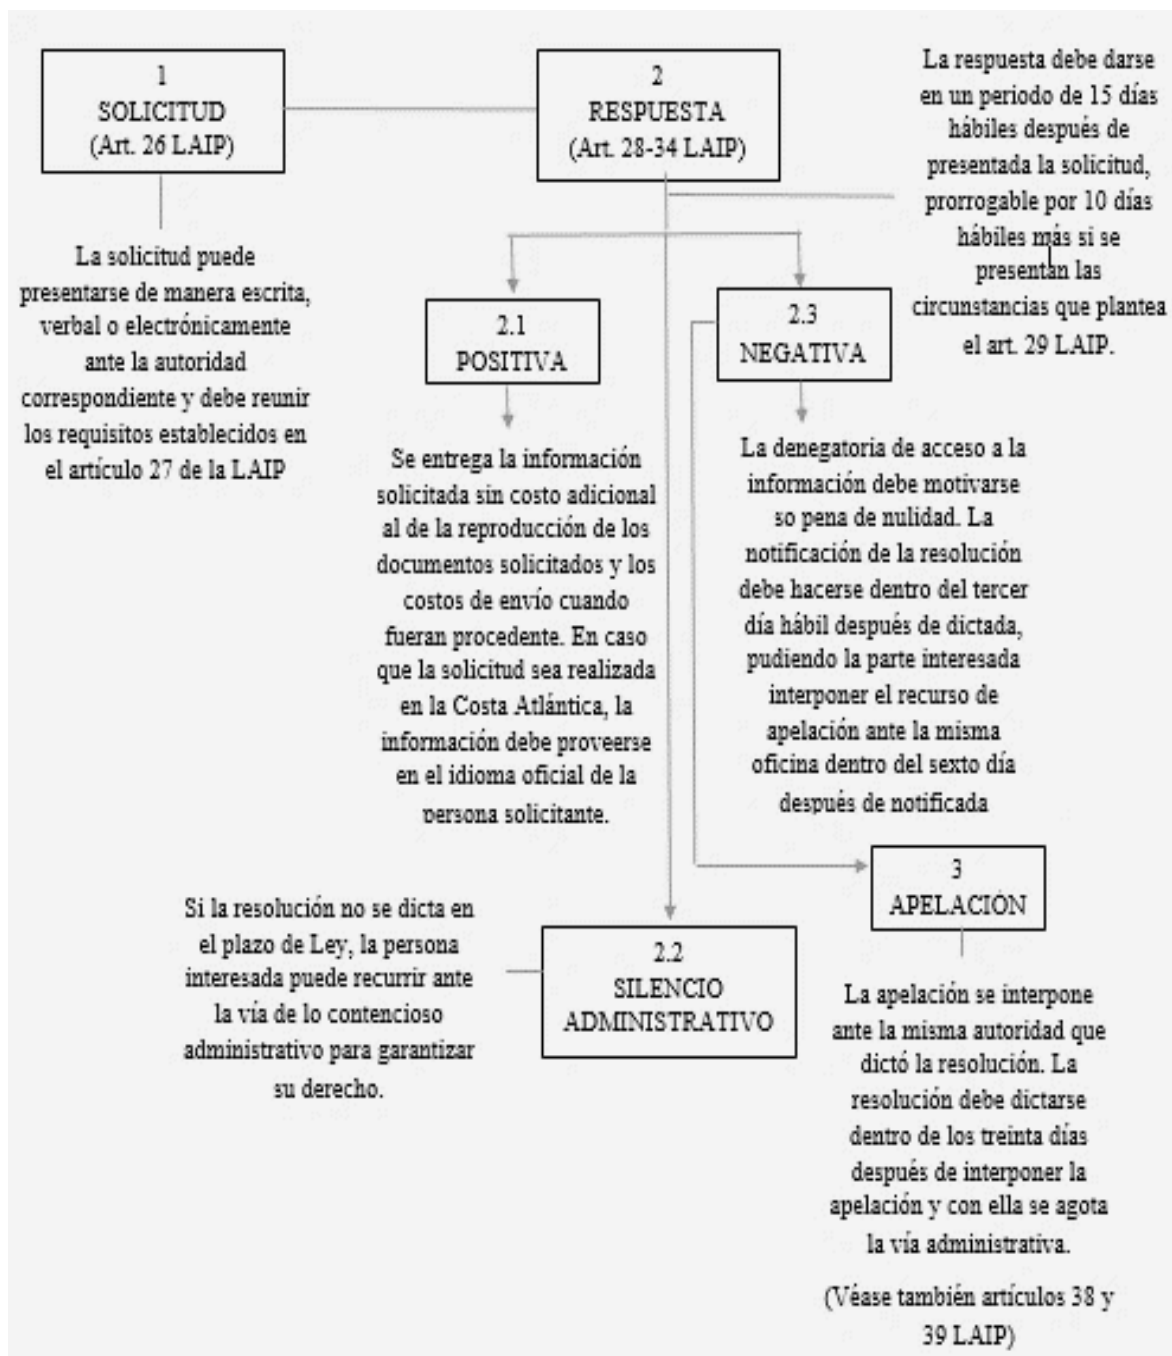 1
SOLICITUD
(Art. 26 LAIP)
La solicitud puede
presentarse de manera escrita,
verbal o electrónicamente
ante la autoridad
correspondiente y debe reunir
los requisitos establecidos en
el artículo 27 de la LAIP
2
RESPUESTA
(Art. 28-34 LAIP)
La respuesta debe darse
en un periodo de 15 días
hábiles después de
presentada la solicitud,
prorrogable por 10 días
hábiles más si se
presentan las
circunstancias que plantea
el art. 29 LAIP.
2.1
POSITIVA
Se entrega la información
solicitada sin costo adicional
al de la reproducción de los
documentos solicitados y los
costos de envío cuando
fueran procedente. En caso
que la solicitud sea realizada
en la Costa Atlántica, la
información debe proveerse
en el idioma oficial de la
persona solicitante.
2.3
NEGATIVA
La denegatoria de acceso a la
información debe motivarse
so pena de nulidad. La
notificación de la resolución
debe hacerse dentro del tercer
día hábil después de dictada,
pudiendo la parte interesada
interponer el recurso de
apelación ante la misma
oficina dentro del sexto día
después de notificada
2.2
SILENCIO
ADMINISTRATIVO
Si la resolución no se dicta en
el plazo de Ley, la persona
interesada puede recurrir ante
la vía de lo contencioso
administrativo para garantizar
su derecho.
3
APELACIÓN
La apelación se interpone
ante la misma autoridad que
dictó la resolución. La
resolución debe dictarse
dentro de los treinta días
después de interponer la
apelación y con ella se agota
la vía administrativa.
(Véase también artículos 38 y
39 LAIP)